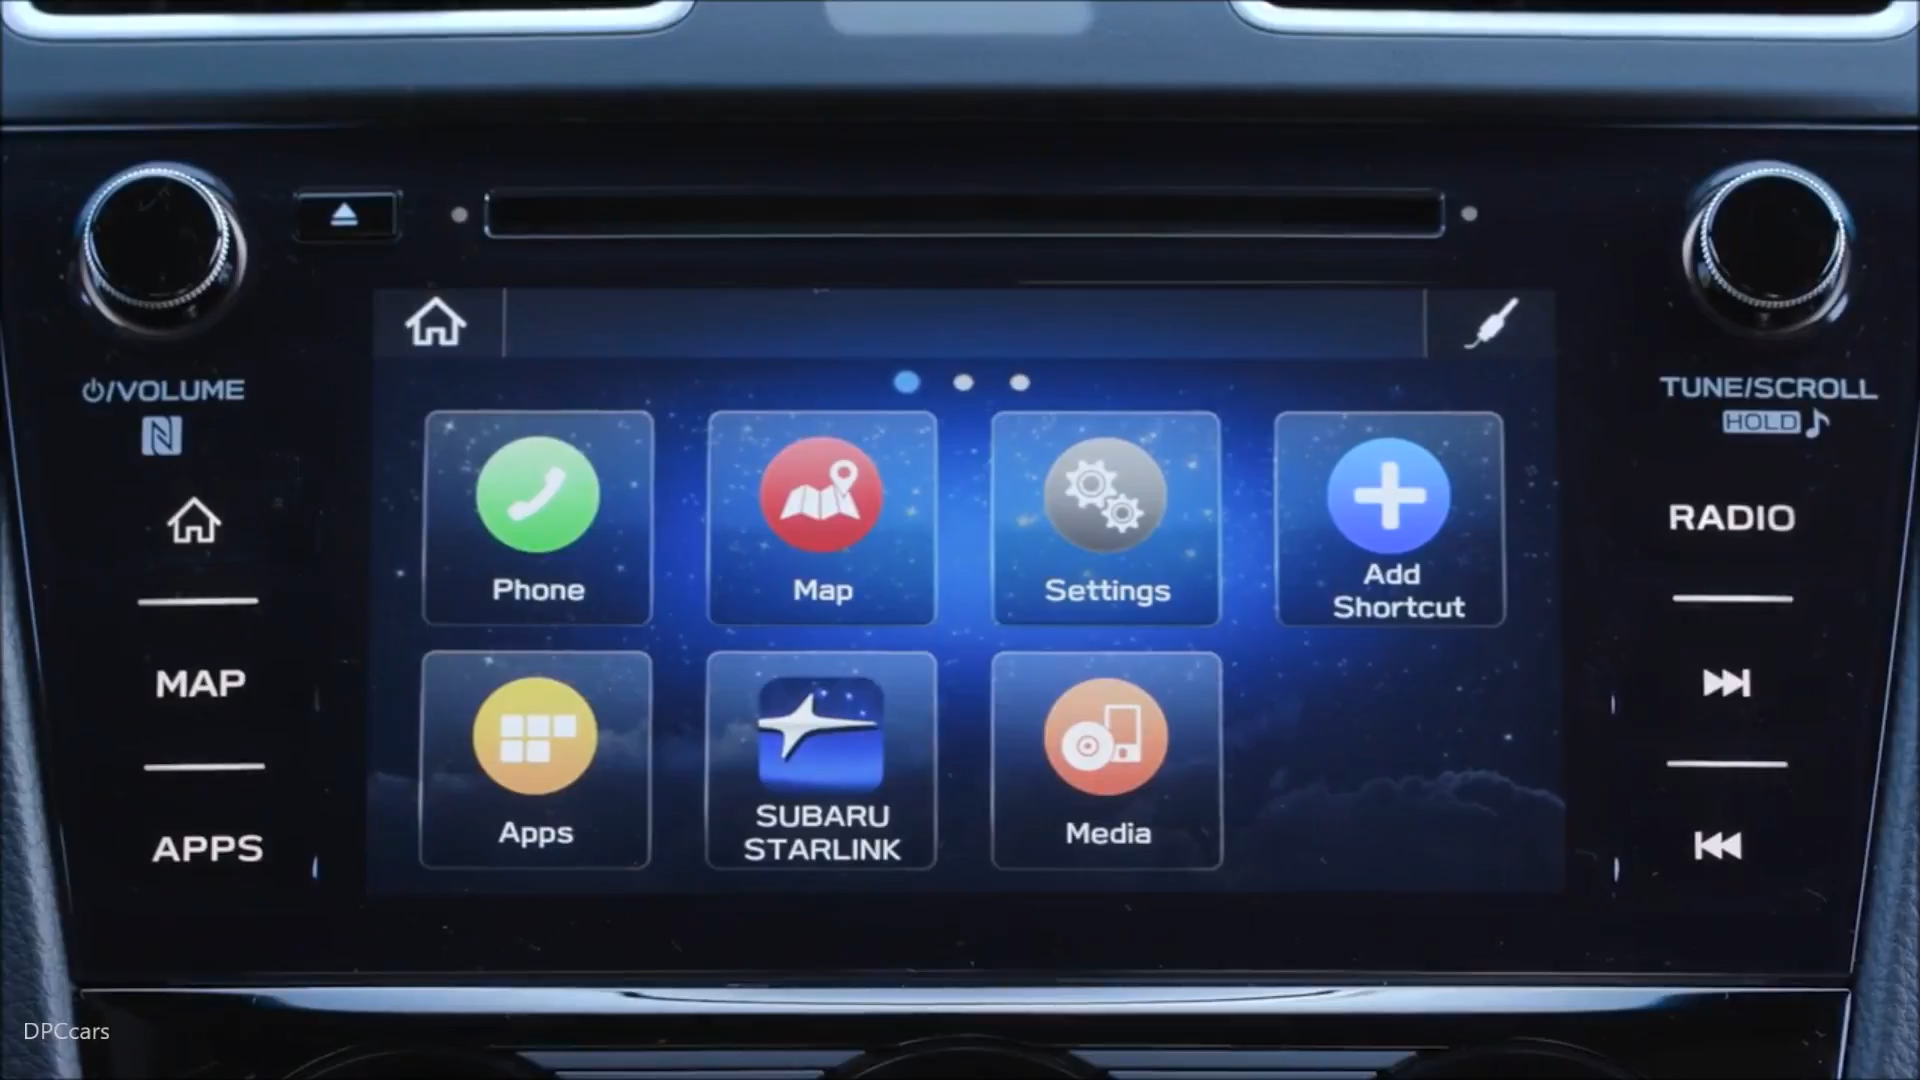 ⏻/VOLUME
TUNE/SCROLL
HOLD
RADIO
MAP
APPS
Phone
Map
Settings
Add
Shortcut
Apps
SUBARU
STARLINK
Media
DPCcars